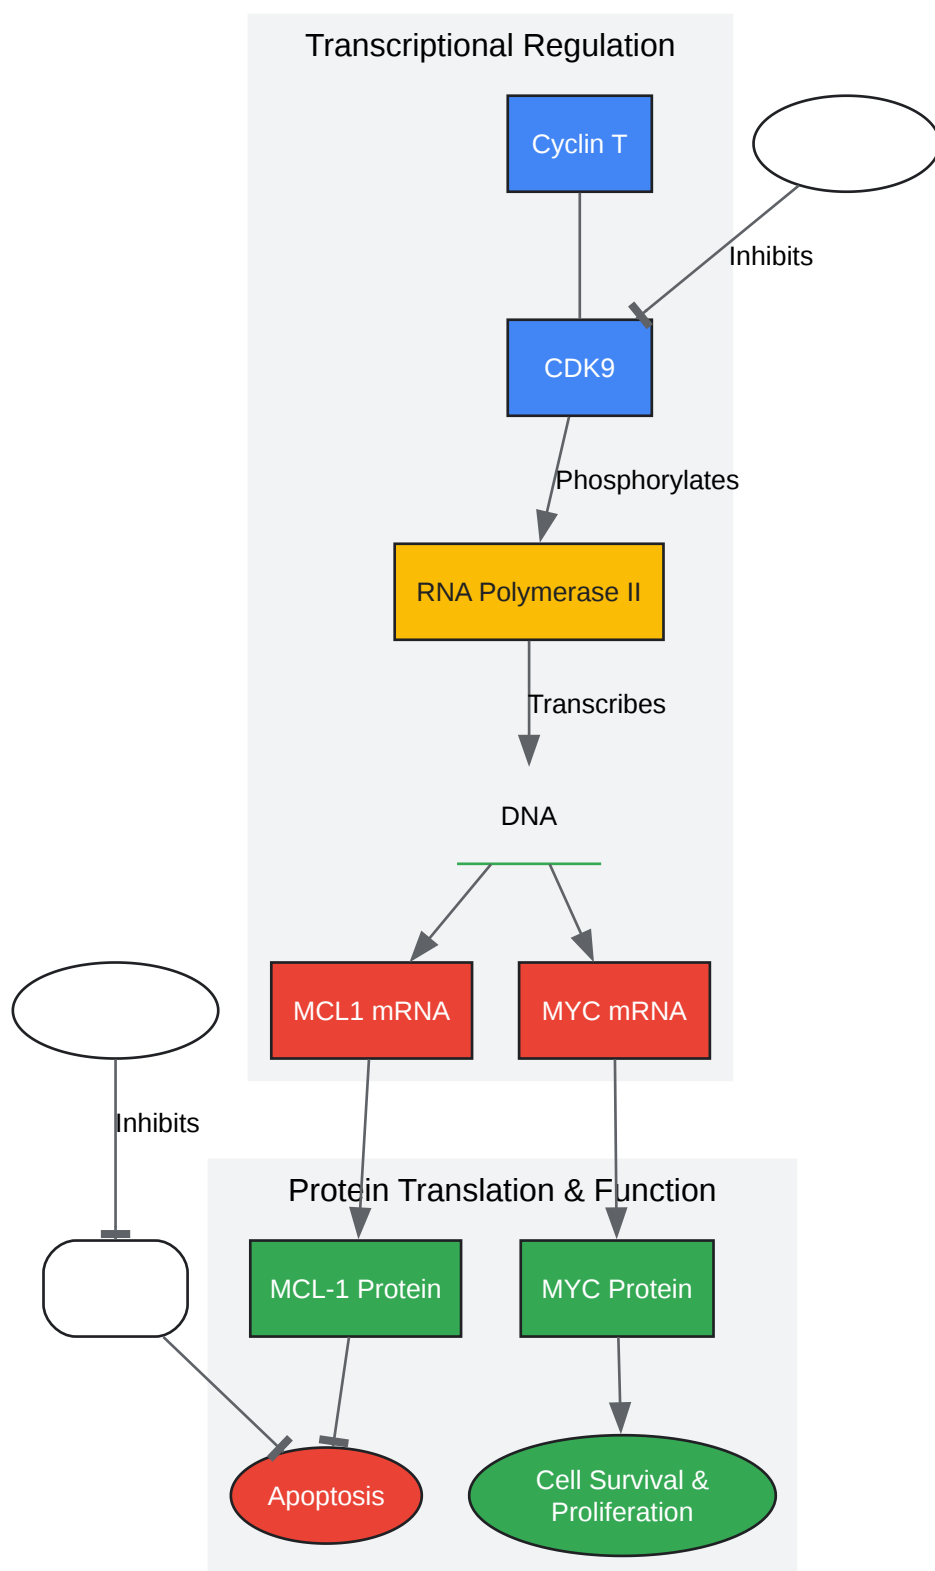 Transcriptional Regulation
Cyclin T
Inhibits
CDK9
Phosphorylates
RNA Polymerase II
Transcribes
DNA
MCL1 mRNA
MYC mRNA
Inhibits
Protein Translation & Function
MCL-1 Protein
MYC Protein
Apoptosis
Cell Survival &
Proliferation